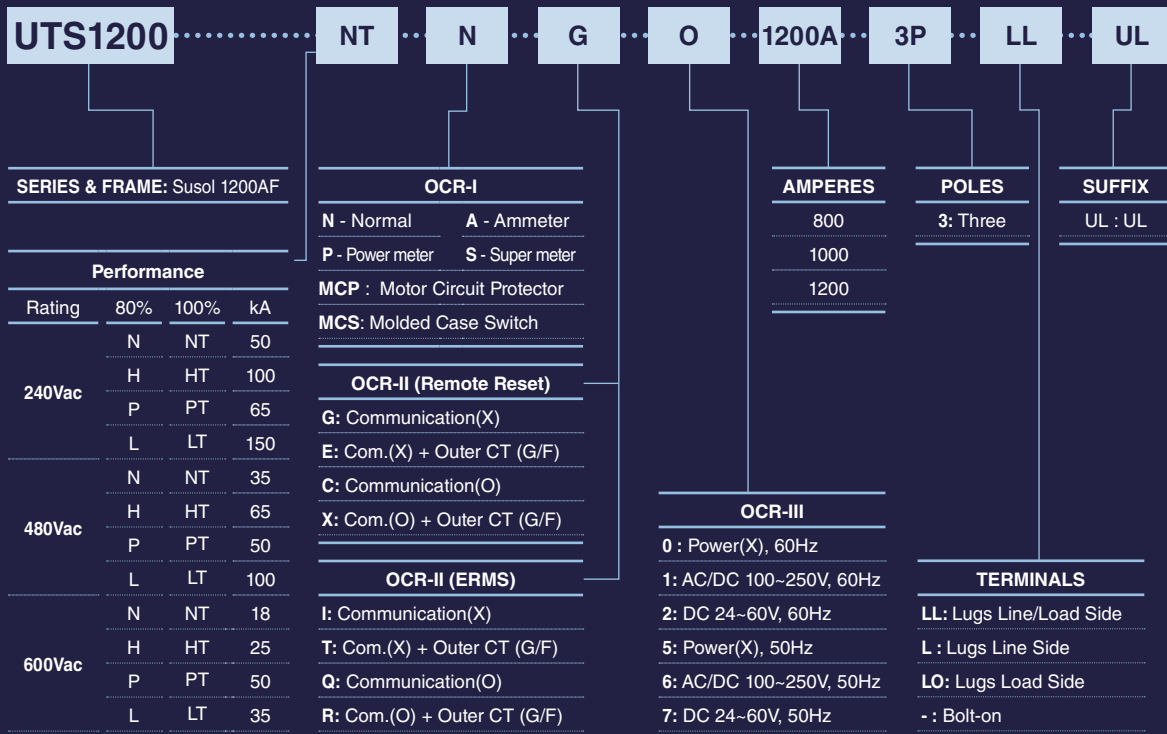 UTS1200 NT N G O 1200A 3P LL UL
SERIES & FRAME: Susol 1200AF
Performance
Rating 80% 100% kA
240Vac
N NT 50
H HT 100
P PT 65
L LT 150
480Vac
N NT 35
H HT 65
P PT 50
L LT 100
600Vac
N NT 18
H HT 25
P PT 50
L LT 35
OCR-I
N - Normal A - Ammeter
P - Power meter S - Super meter
MCP : Motor Circuit Protector
MCS: Molded Case Switch
OCR-II (Remote Reset)
G: Communication(X)
E: Com.(X) + Outer CT (G/F)
C: Communication(O)
X: Com.(O) + Outer CT (G/F)
OCR-II (ERMS)
I: Communication(X)
T: Com.(X) + Outer CT (G/F)
Q: Communication(O)
R: Com.(O) + Outer CT (G/F)
OCR-III
0 : Power(X), 60Hz
1: AC/DC 100~250V, 60Hz
2: DC 24~60V, 60Hz
5: Power(X), 50Hz
6: AC/DC 100~250V, 50Hz
7: DC 24~60V, 50Hz
AMPERES
800
1000
1200
POLES
3: Three
TERMINALS
LL: Lugs Line/Load Side
L : Lugs Line Side
LO: Lugs Load Side
- : Bolt-on
SUFFIX
UL : UL